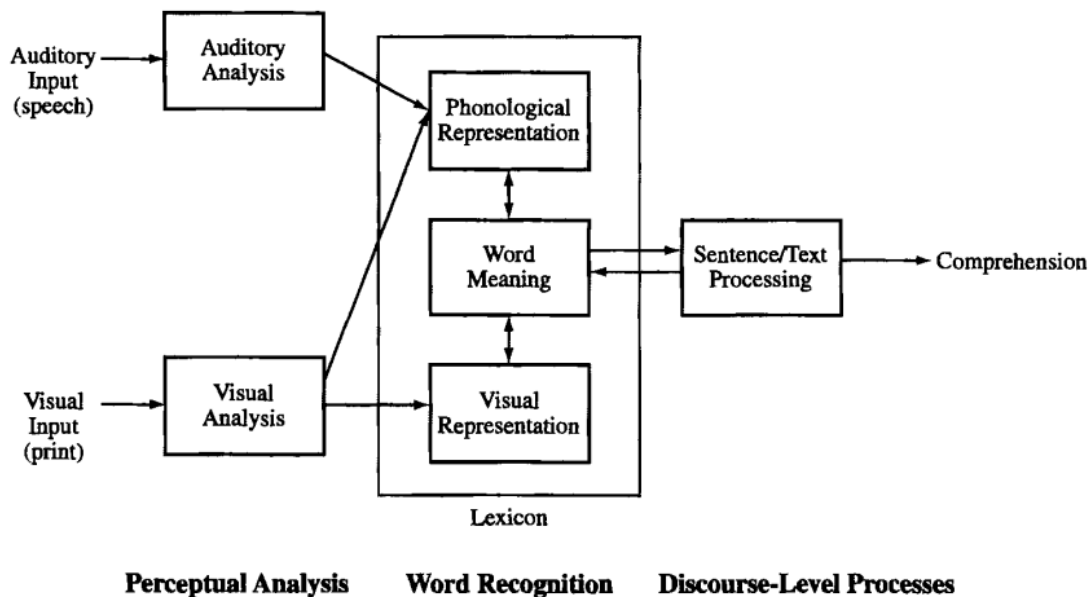 Auditory
Input
(speech)
Auditory
Analysis
Phonological
Representation
Word
Meaning
Sentence/Text
Processing
Comprehension
Visual
Input
(print)
Visual
Analysis
Visual
Representation
Lexicon
Perceptual Analysis
Word Recognition
Discourse-Level Processes